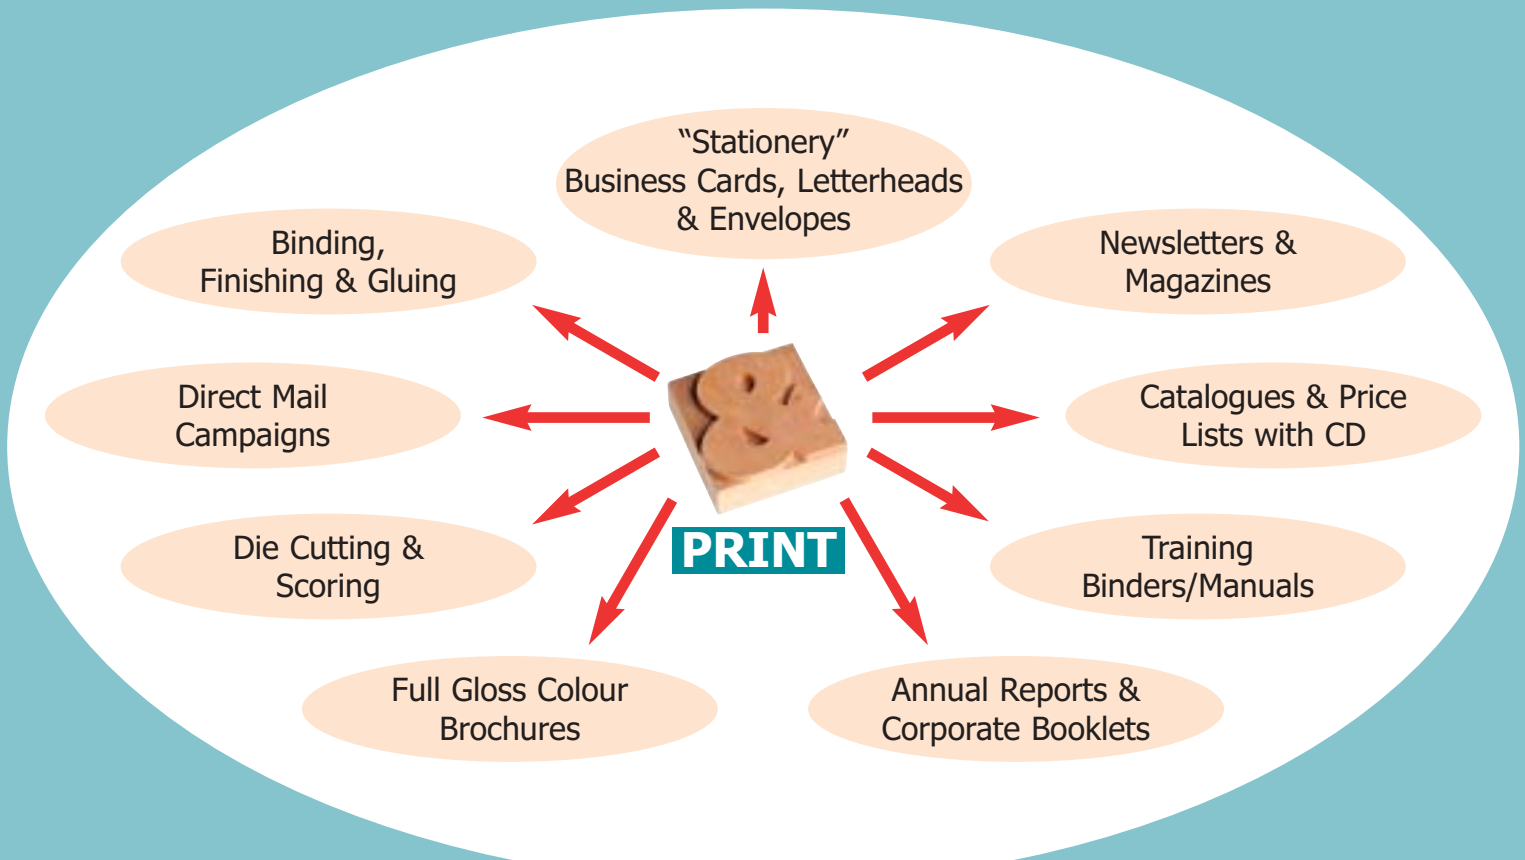 “Stationery”
Business Cards, Letterheads
& Envelopes
Binding,
Finishing & Gluing
Newsletters &
Magazines
Direct Mail
Campaigns
Catalogues & Price
Lists with CD
&
PRINT
Die Cutting &
Scoring
Training
Binders/Manuals
Full Gloss Colour
Brochures
Annual Reports &
Corporate Booklets